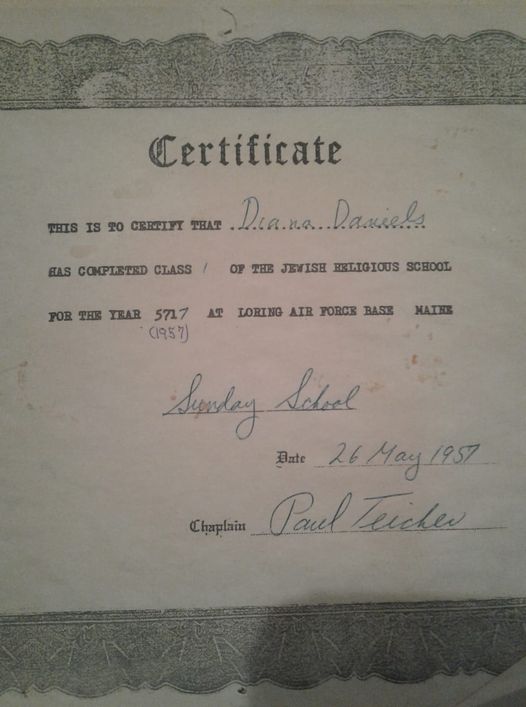 Certificate
THIS IS TO CERTIFY THAT Diana Daniels
HAS COMPLETED CLASS 1 OF THE JEWISH RELIGIOUS SCHOOL
FOR THE YEAR 5717 AT LORING AIR FORCE BASE MAINE
(1957)
Sunday School
Date 26 May 1957
Chaplain Paul Teicher